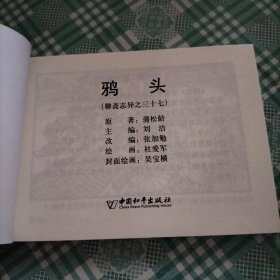 鸦头
(聊斋志异之三十七)
原著:蒲松龄
主编:刘洁
改编:张加勉
绘画:杜爱军
封面绘画:吴宝横
中国和平出版社
China Peace Publishing House